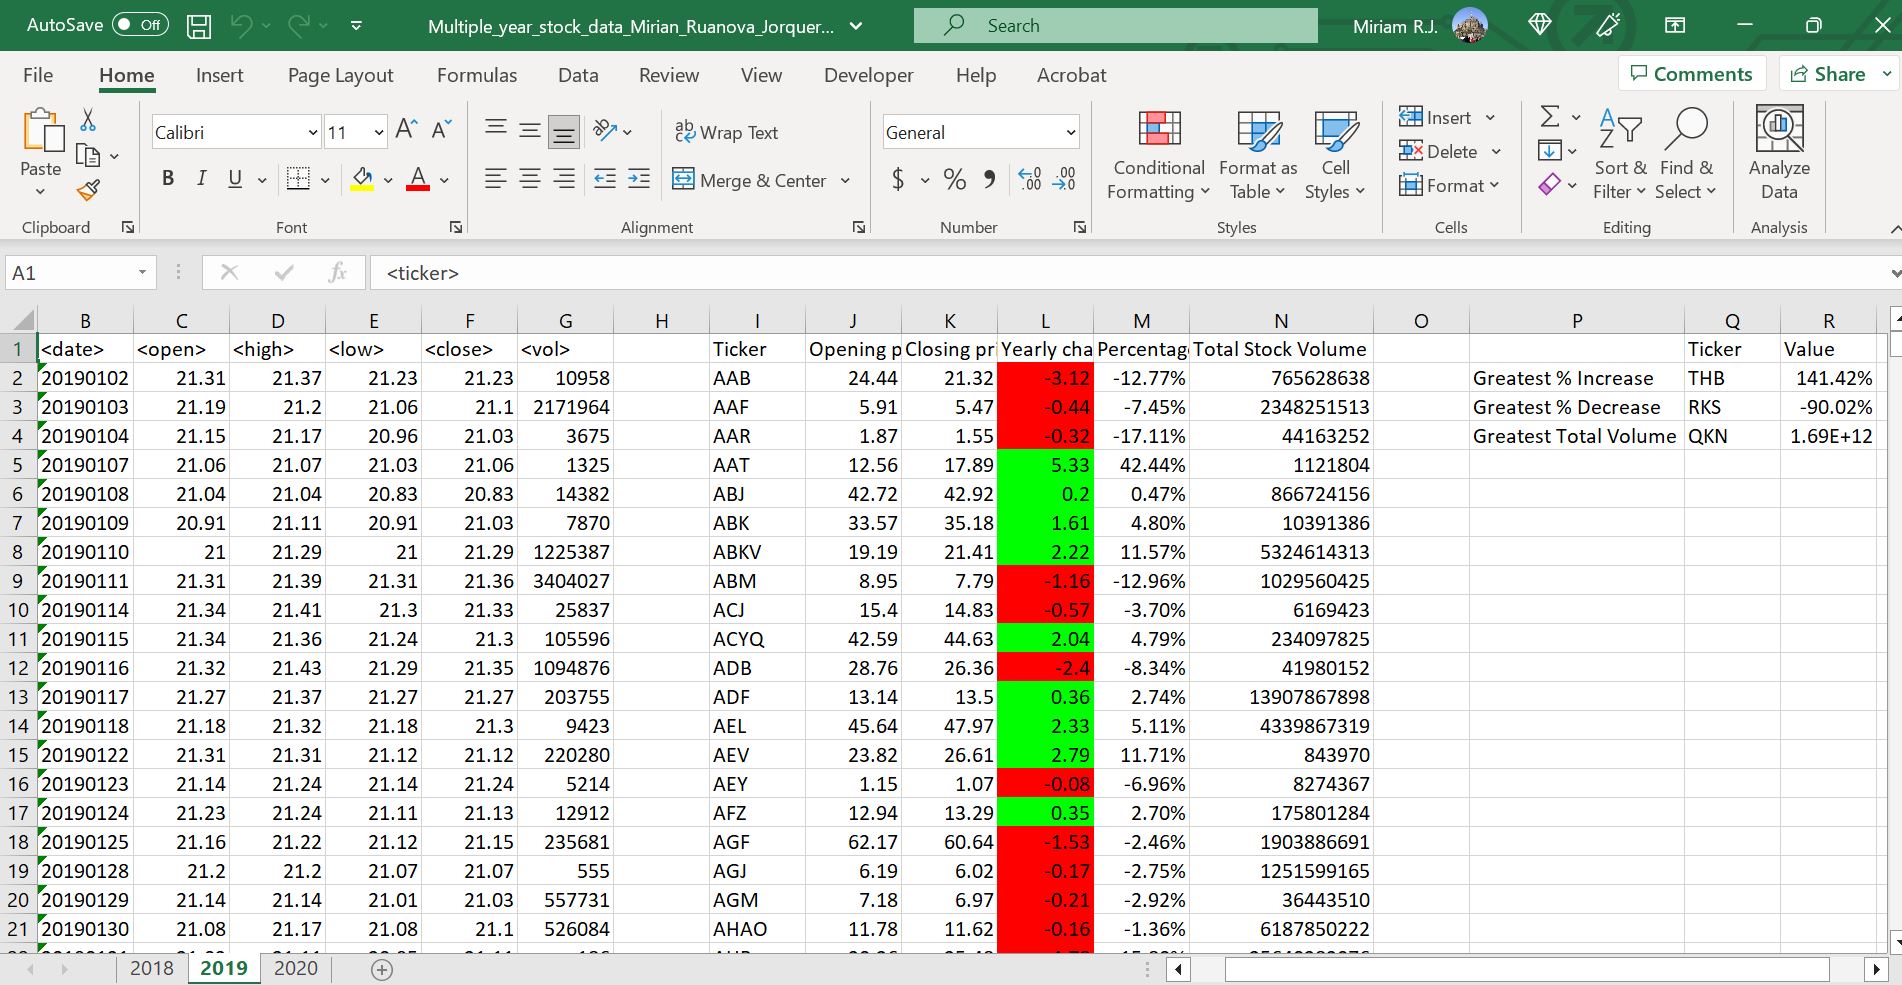 AutoSave Off Multiple_year_stock_data_Mirian_Ruanova_Jorquer... Search Miriam R.J.
File Home Insert Page Layout Formulas Data Review View Developer Help Acrobat Comments Share
Paste
Clipboard
Calibri 11
B I U
Font
Wrap Text
Merge & Center
Alignment
General
$ % 9 .00 .00
Number
Conditional Formatting
Format as Table
Cell Styles
Styles
Insert
Delete
Format
Cells
Sort & Filter
Find & Select
Editing
Analyze Data
Analysis
A1 fx <ticker>
B C D E F G H I J K L M N O P Q R
1 <date> <open> <high> <low> <close> <vol> Ticker Opening p Closing pri Yearly cha Percentag Total Stock Volume Ticker Value
2 20190102 21.31 21.37 21.23 21.23 10958 AAB 24.44 21.32 -3.12 -12.77% 765628638 Greatest % Increase THB 141.42%
3 20190103 21.19 21.2 21.06 21.1 2171964 AAF 5.91 5.47 -0.44 -7.45% 2348251513 Greatest % Decrease RKS -90.02%
4 20190104 21.15 21.17 20.96 21.03 3675 AAR 1.87 1.55 -0.32 -17.11% 44163252 Greatest Total Volume QKN 1.69E+12
5 20190107 21.06 21.07 21.03 21.06 1325 AAT 12.56 17.89 5.33 42.44% 1121804
6 20190108 21.04 21.04 20.83 20.83 14382 ABJ 42.72 42.92 0.2 0.47% 866724156
7 20190109 20.91 21.11 20.91 21.03 7870 ABK 33.57 35.18 1.61 4.80% 10391386
8 20190110 21 21.29 21 21.29 1225387 ABKV 19.19 21.41 2.22 11.57% 5324614313
9 20190111 21.31 21.39 21.31 21.36 3404027 ABM 8.95 7.79 -1.16 -12.96% 1029560425
10 20190114 21.34 21.41 21.3 21.33 25837 ACJ 15.4 14.83 -0.57 -3.70% 6169423
11 20190115 21.34 21.36 21.24 21.3 105596 ACYQ 42.59 44.63 2.04 4.79% 234097825
12 20190116 21.32 21.43 21.29 21.35 1094876 ADB 28.76 26.36 -2.4 -8.34% 41980152
13 20190117 21.27 21.37 21.27 21.27 203755 ADF 13.14 13.5 0.36 2.74% 13907867898
14 20190118 21.18 21.32 21.18 21.3 9423 AEL 45.64 47.97 2.33 5.11% 4339867319
15 20190122 21.31 21.31 21.12 21.12 220280 AEV 23.82 26.61 2.79 11.71% 843970
16 20190123 21.14 21.24 21.14 21.24 5214 AEY 1.15 1.07 -0.08 -6.96% 8274367
17 20190124 21.23 21.24 21.11 21.13 12912 AFZ 12.94 13.29 0.35 2.70% 175801284
18 20190125 21.16 21.22 21.12 21.15 235681 AGF 62.17 60.64 -1.53 -2.46% 1903886691
19 20190128 21.2 21.2 21.07 21.07 555 AGJ 6.19 6.02 -0.17 -2.75% 1251599165
20 20190129 21.14 21.14 21.01 21.03 557731 AGM 7.18 6.97 -0.21 -2.92% 36443510
21 20190130 21.08 21.17 21.08 21.1 526084 AHAO 11.78 11.62 -0.16 -1.36% 6187850222
2018 2019 2020